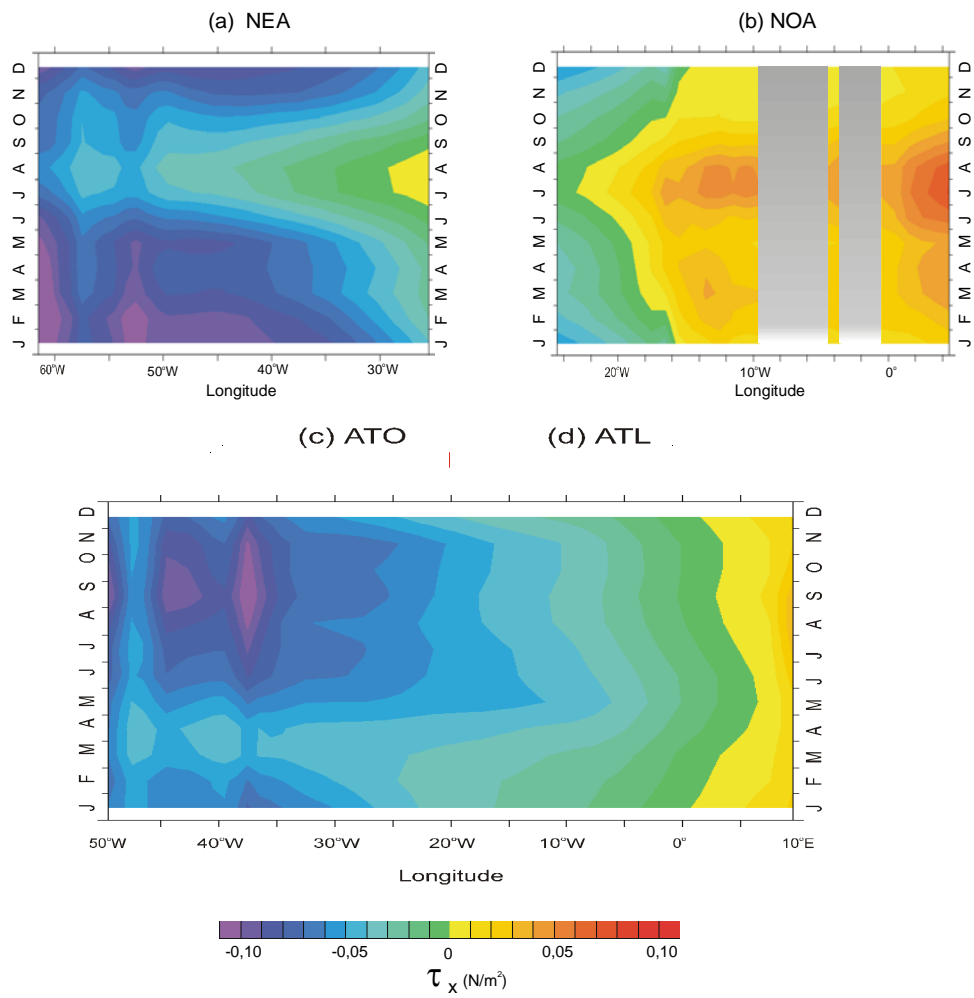 (a) NEA
(b) NOA
D
N
O
S
A
J
J
M
A
M
F
J
D
N
O
S
A
J
J
M
A
M
F
J
D
N
O
S
A
J
J
M
A
M
F
J
60°W 50°W 40°W 30°W
Longitude
20°W 10°W 0°
Longitude
(c) ATO
(d) ATL
D
N
O
S
A
J
J
M
A
M
F
J
D
N
O
S
A
J
J
M
A
M
F
J
50°W 40°W 30°W 20°W 10°W 0° 10°E
Longitude
-0,10 -0,05 0 0,05 0,10
τx (N/m²)